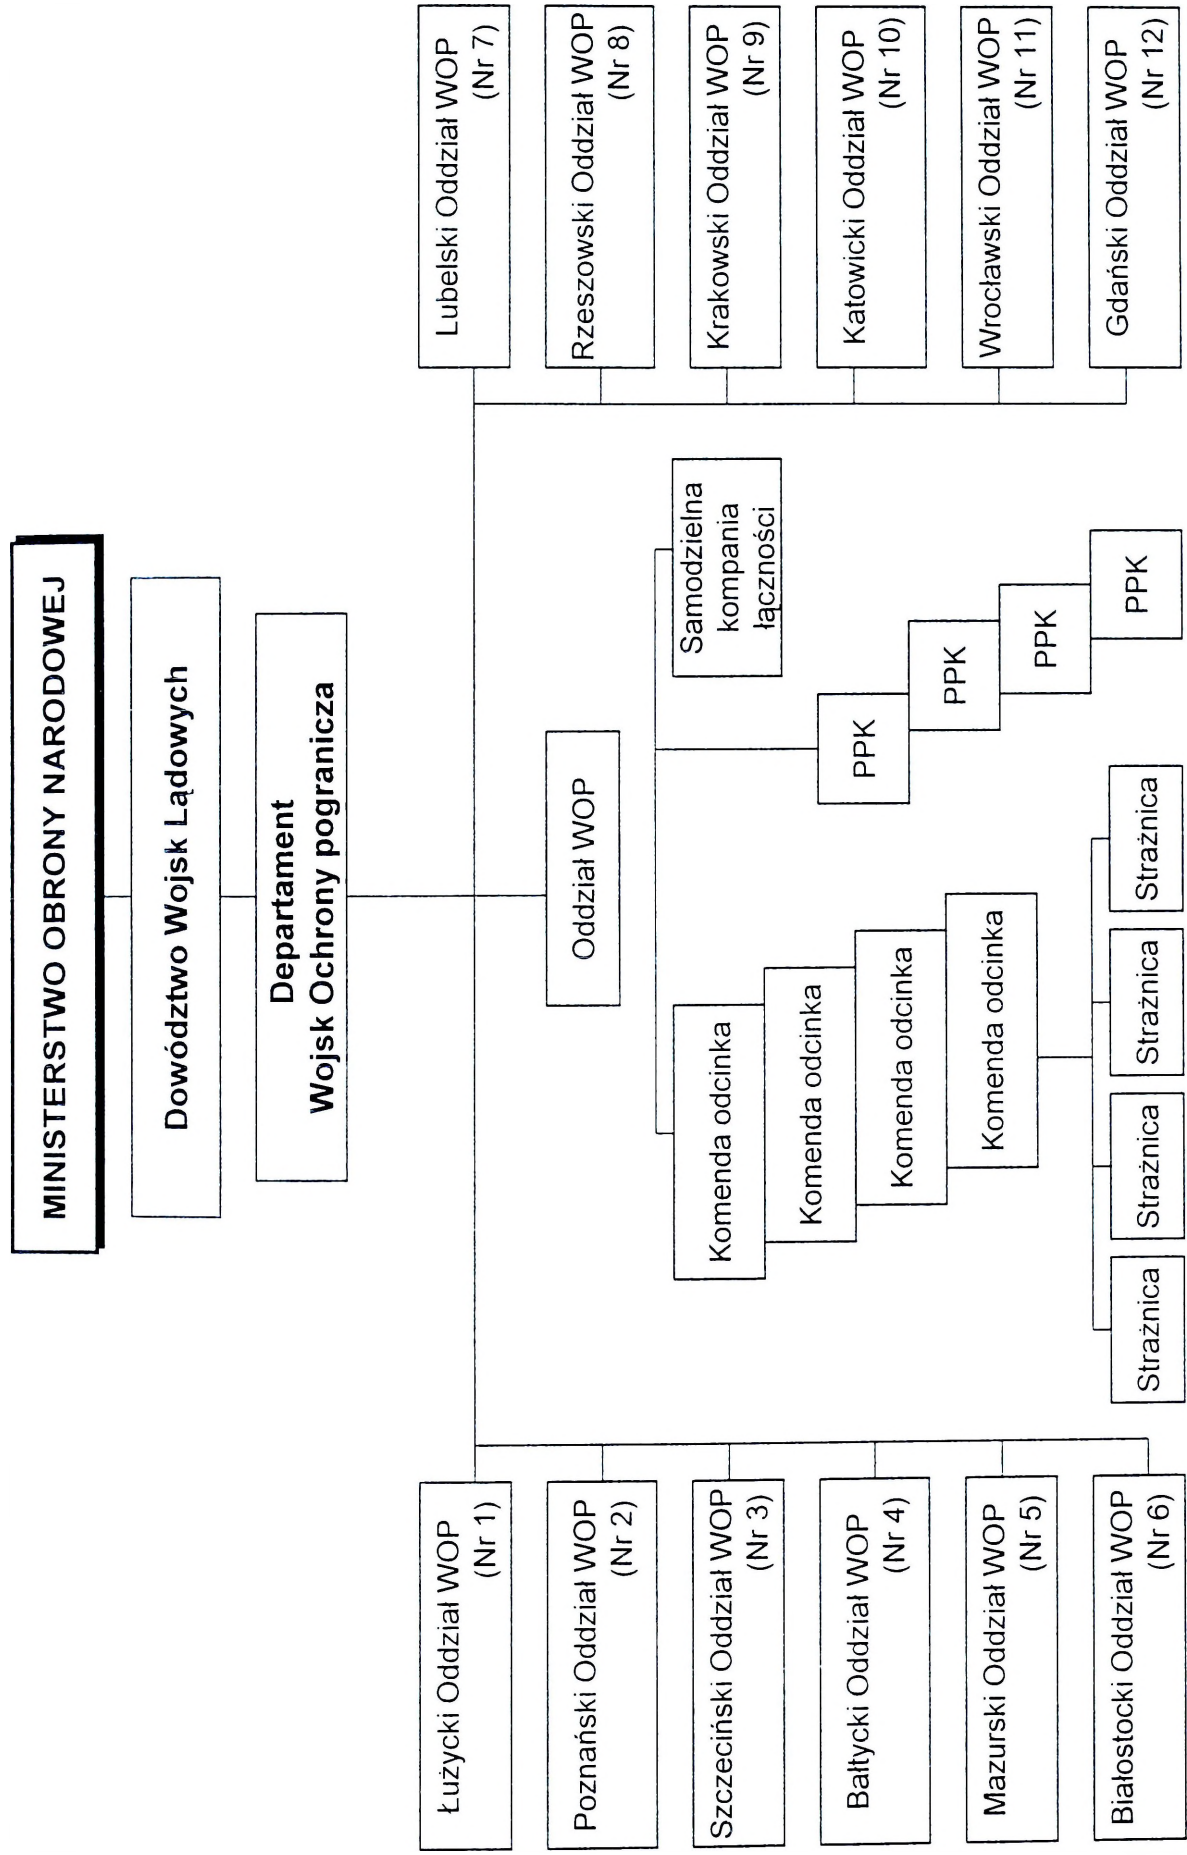 MINISTERSTWO OBRONY NARODOWEJ
Dowództwo Wojsk Lądowych
Departament
Wojsk Ochrony pogranicza
Łużycki Oddział WOP
(Nr 1)
Poznański Oddział WOP
(Nr 2)
Szczeciński Oddział WOP
(Nr 3)
Bałtycki Oddział WOP
(Nr 4)
Mazurski Oddział WOP
(Nr 5)
Białostocki Oddział WOP
(Nr 6)
Oddział WOP
Komenda odcinka
Komenda odcinka
Komenda odcinka
Komenda odcinka
Strażnica
Strażnica
Strażnica
Strażnica
Samodzielna
kompania
łączności
PPK
PPK
PPK
PPK
Lubelski Oddział WOP
(Nr 7)
Rzeszowski Oddział WOP
(Nr 8)
Krakowski Oddział WOP
(Nr 9)
Katowicki Oddział WOP
(Nr 10)
Wrocławski Oddział WOP
(Nr 11)
Gdański Oddział WOP
(Nr 12)